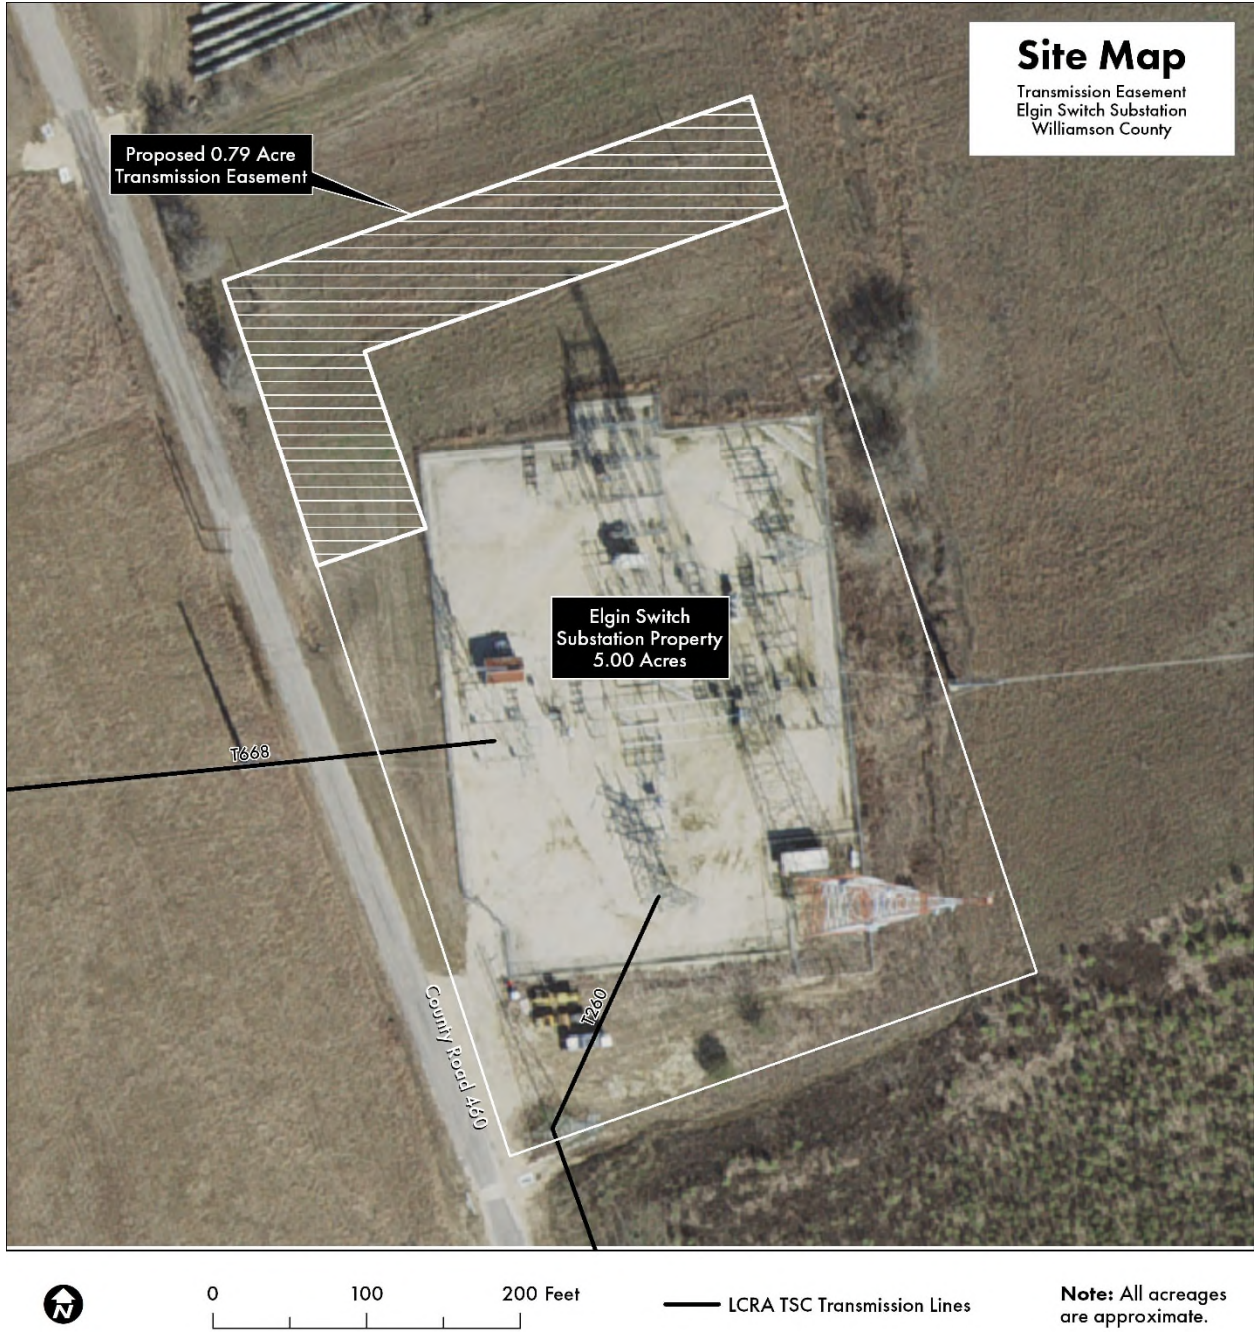 Site Map
Transmission Easement
Elgin Switch Substation
Williamson County
Proposed 0.79 Acre
Transmission Easement
Elgin Switch
Substation Property
5.00 Acres
T668
T260
County Road 460
N
0 100 200 Feet
LCRA TSC Transmission Lines
Note: All acreages
are approximate.